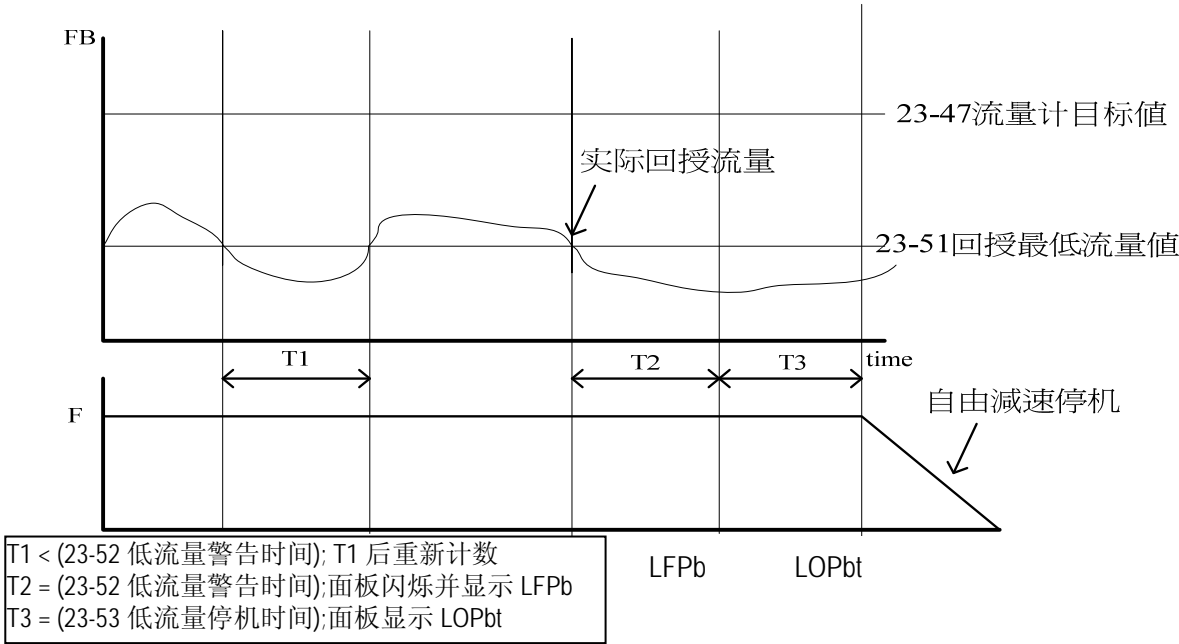 FB
23-47流量计目标値
实际回授流量
23-51回授最低流量値
T1
T2
T3
time
F
自由減速停机
LFPb
LOPbt
T1 < (23-52 低流量警告时间); T1 后重新计数
T2 = (23-52 低流量警告时间);面板闪烁并显示 LFPb
T3 = (23-53 低流量停机时间);面板显示 LOPbt